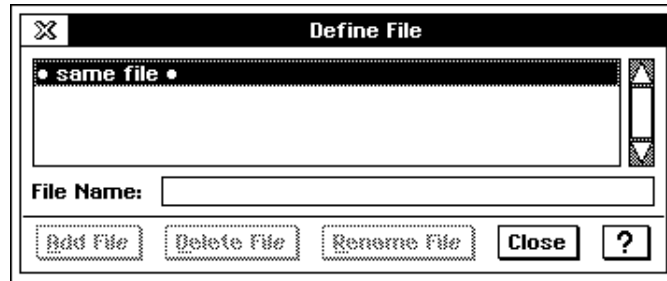 Define File
• same file •
File Name:
Add File Delete File Rename File Close ?